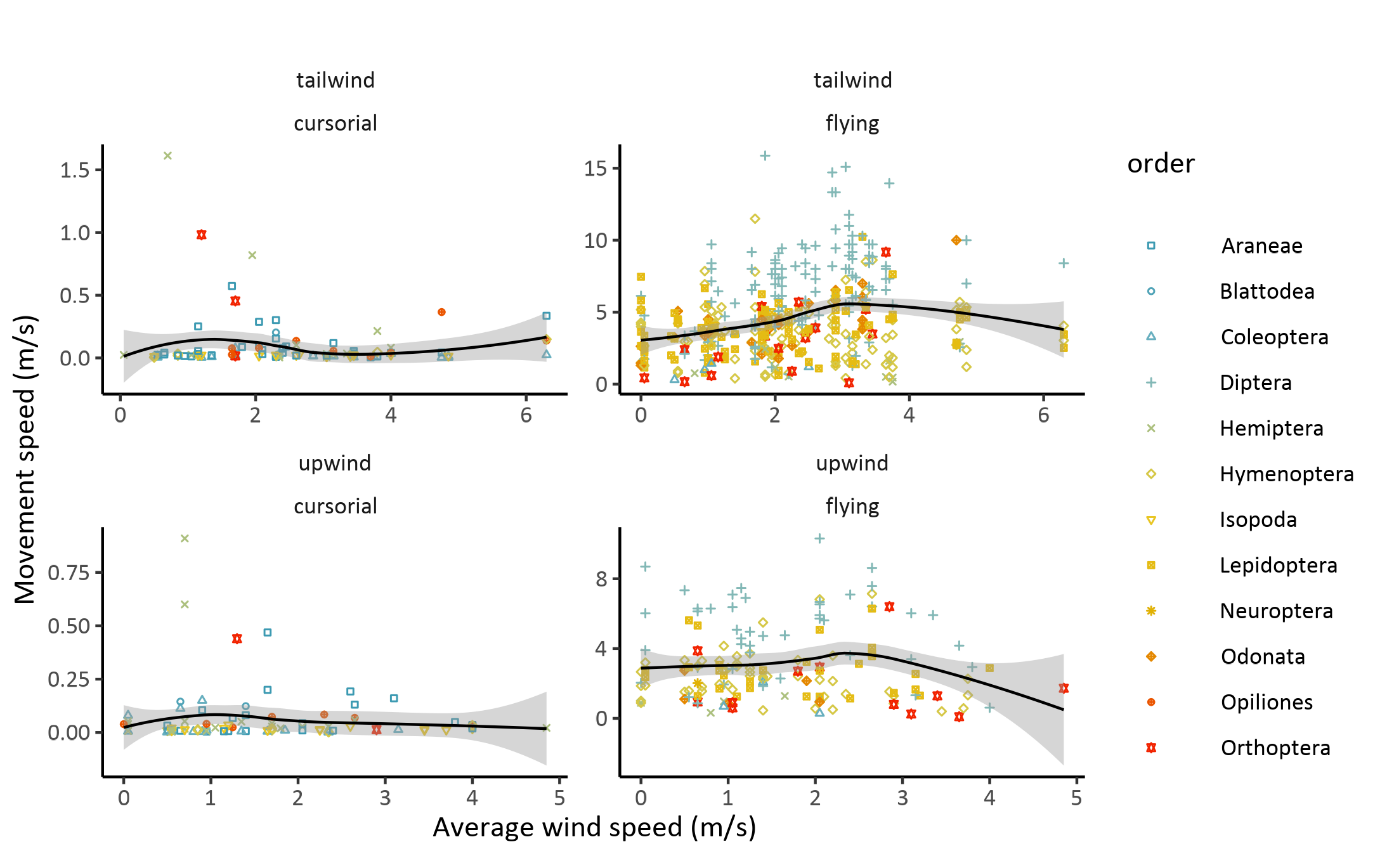 tailwind
cursorial
1.5
1.0
0.5
0.0
0 2 4 6
tailwind
flying
15
10
5
0
0 2 4 6
upwind
cursorial
0.75
0.50
0.25
0.00
0 1 2 3 4 5
upwind
flying
8
4
0
0 1 2 3 4 5
Movement speed (m/s)
Average wind speed (m/s)
order
Araneae
Blattodea
Coleoptera
Diptera
Hemiptera
Hymenoptera
Isopoda
Lepidoptera
Neuroptera
Odonata
Opiliones
Orthoptera